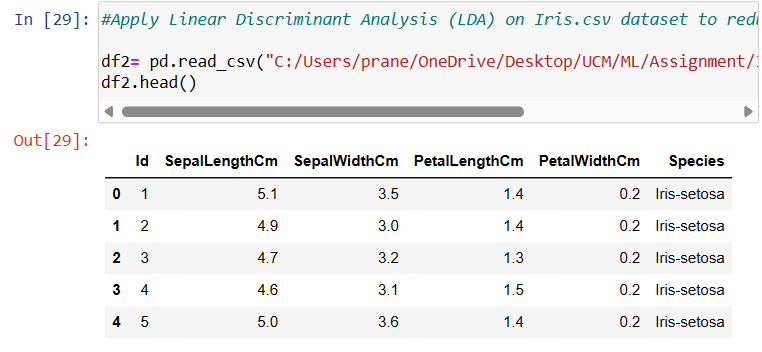 In [29]: #Apply Linear Discriminant Analysis (LDA) on Iris.csv dataset to
df2= pd.read_csv("C:/Users/prane/OneDrive/Desktop/UCM/ML/Assignment/
df2.head()
Out[29]:
Id SepalLengthCm SepalWidthCm PetalLengthCm PetalWidthCm Species
0 1 5.1 3.5 1.4 0.2 Iris-setosa
1 2 4.9 3.0 1.4 0.2 Iris-setosa
2 3 4.7 3.2 1.3 0.2 Iris-setosa
3 4 4.6 3.1 1.5 0.2 Iris-setosa
4 5 5.0 3.6 1.4 0.2 Iris-setosa